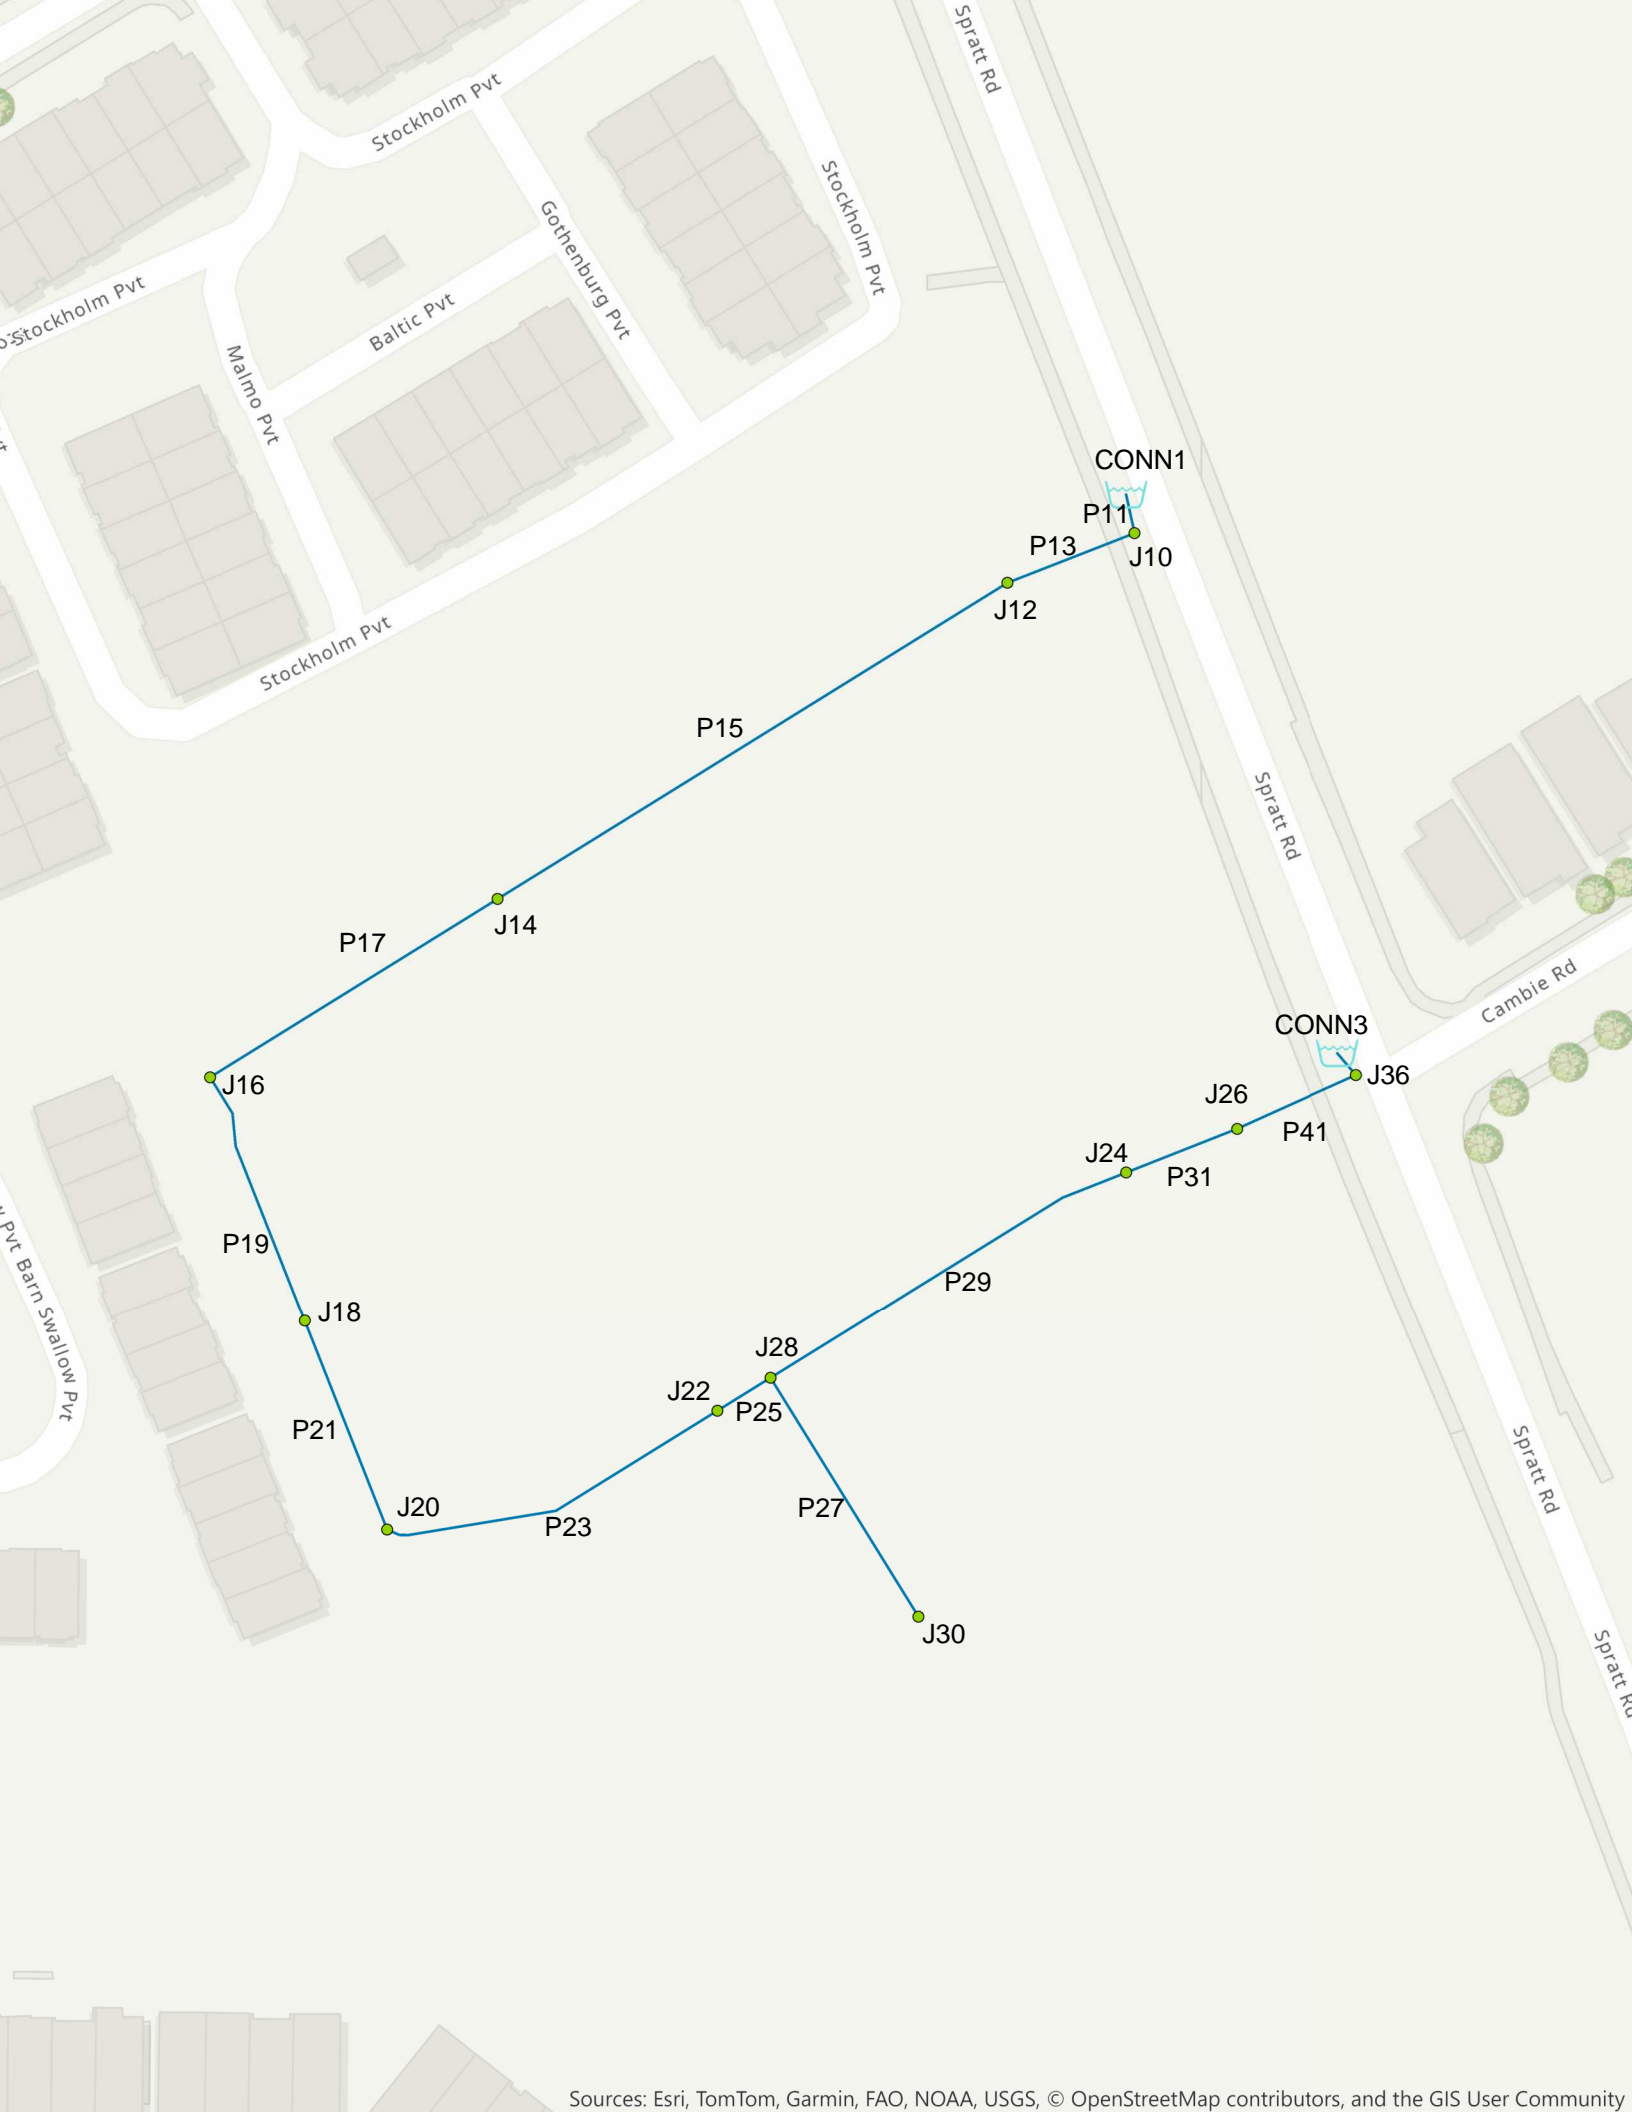 Spratt Rd
Stockholm Pvt
Stockholm Pvt
Gothenburg Pvt
Stockholm Pvt
Baltic Pvt
Malmo Pvt
CONN1
P11
P13
J10
J12
Stockholm Pvt
P15
Spratt Rd
J14
P17
Cambie Rd
CONN3
J16
J36
J26
P41
J24
P31
P19
P29
Pvt
Barn Swallow Pvt
J18
J28
J22
P25
P21
Spratt Rd
J20
P27
P23
J30
Spratt Rd
Sources: Esri, TomTom, Garmin, FAO, NOAA, USGS, © OpenStreetMap contributors, and the GIS User Community